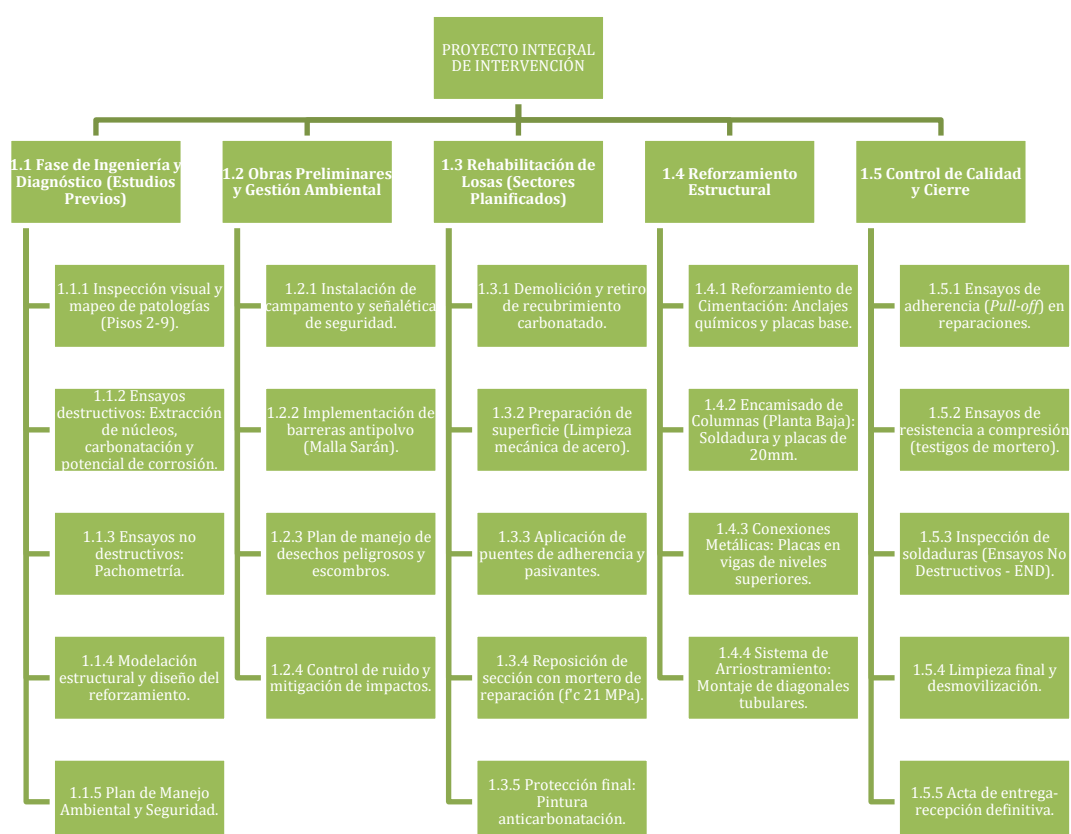 PROYECTO INTEGRAL
DE INTERVENCIÓN
1.1 Fase de Ingeniería y
Diagnóstico (Estudios
Previos)
1.1.1 Inspección visual y
mapeo de patologías
(Pisos 2-9).
1.1.2 Ensayos
destructivos: Extracción
de núcleos,
carbonatación y
potencial de corrosión.
1.1.3 Ensayos no
destructivos:
Pachometría.
1.1.4 Modelación
estructural y diseño del
reforzamiento.
1.1.5 Plan de Manejo
Ambiental y Seguridad.
1.2 Obras Preliminares
y Gestión Ambiental
1.2.1 Instalación de
campamento y señalética
de seguridad.
1.2.2 Implementación de
barreras antipolvo
(Malla Sarán).
1.2.3 Plan de manejo de
desechos peligrosos y
escombros.
1.2.4 Control de ruido y
mitigación de impactos.
1.3 Rehabilitación de
Losas (Sectores
Planificados)
1.3.1 Demolición y retiro
de recubrimiento
carbonatado.
1.3.2 Preparación de
superficie (Limpieza
mecánica de acero).
1.3.3 Aplicación de
puentes de adherencia y
pasivantes.
1.3.4 Reposición de
sección con mortero de
reparación (f'c 21 MPa).
1.3.5 Protección final:
Pintura
anticarbonatación.
1.4 Reforzamiento
Estructural
1.4.1 Reforzamiento de
Cimentación: Anclajes
químicos y placas base.
1.4.2 Encamisado de
Columnas (Planta Baja):
Soldadura y placas de
20mm.
1.4.3 Conexiones
Metálicas: Placas en
vigas de niveles
superiores.
1.4.4 Sistema de
Arriostramiento:
Montaje de diagonales
tubulares.
1.5 Control de Calidad
y Cierre
1.5.1 Ensayos de
adherencia (Pull-off) en
reparaciones.
1.5.2 Ensayos de
resistencia a compresión
(testigos de mortero).
1.5.3 Inspección de
soldaduras (Ensayos No
Destructivos - END).
1.5.4 Limpieza final y
desmovilización.
1.5.5 Acta de entrega-
recepción definitiva.